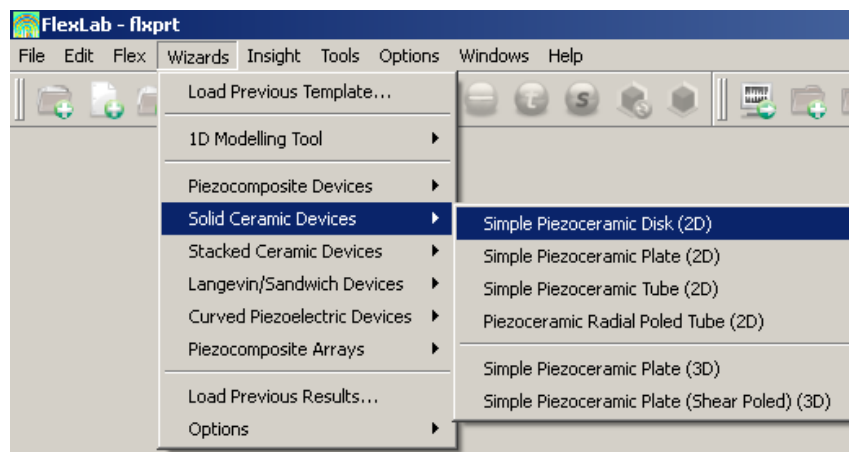 FlexLab - flxprt
File Edit Flex Wizards Insight Tools Options Windows Help
Load Previous Template...
1D Modelling Tool
Piezocomposite Devices
Solid Ceramic Devices
Stacked Ceramic Devices
Langevin/Sandwich Devices
Curved Piezoelectric Devices
Piezocomposite Arrays
Load Previous Results...
Options
Simple Piezoceramic Disk (2D)
Simple Piezoceramic Plate (2D)
Simple Piezoceramic Tube (2D)
Piezoceramic Radial Poled Tube (2D)
Simple Piezoceramic Plate (3D)
Simple Piezoceramic Plate (Shear Poled) (3D)